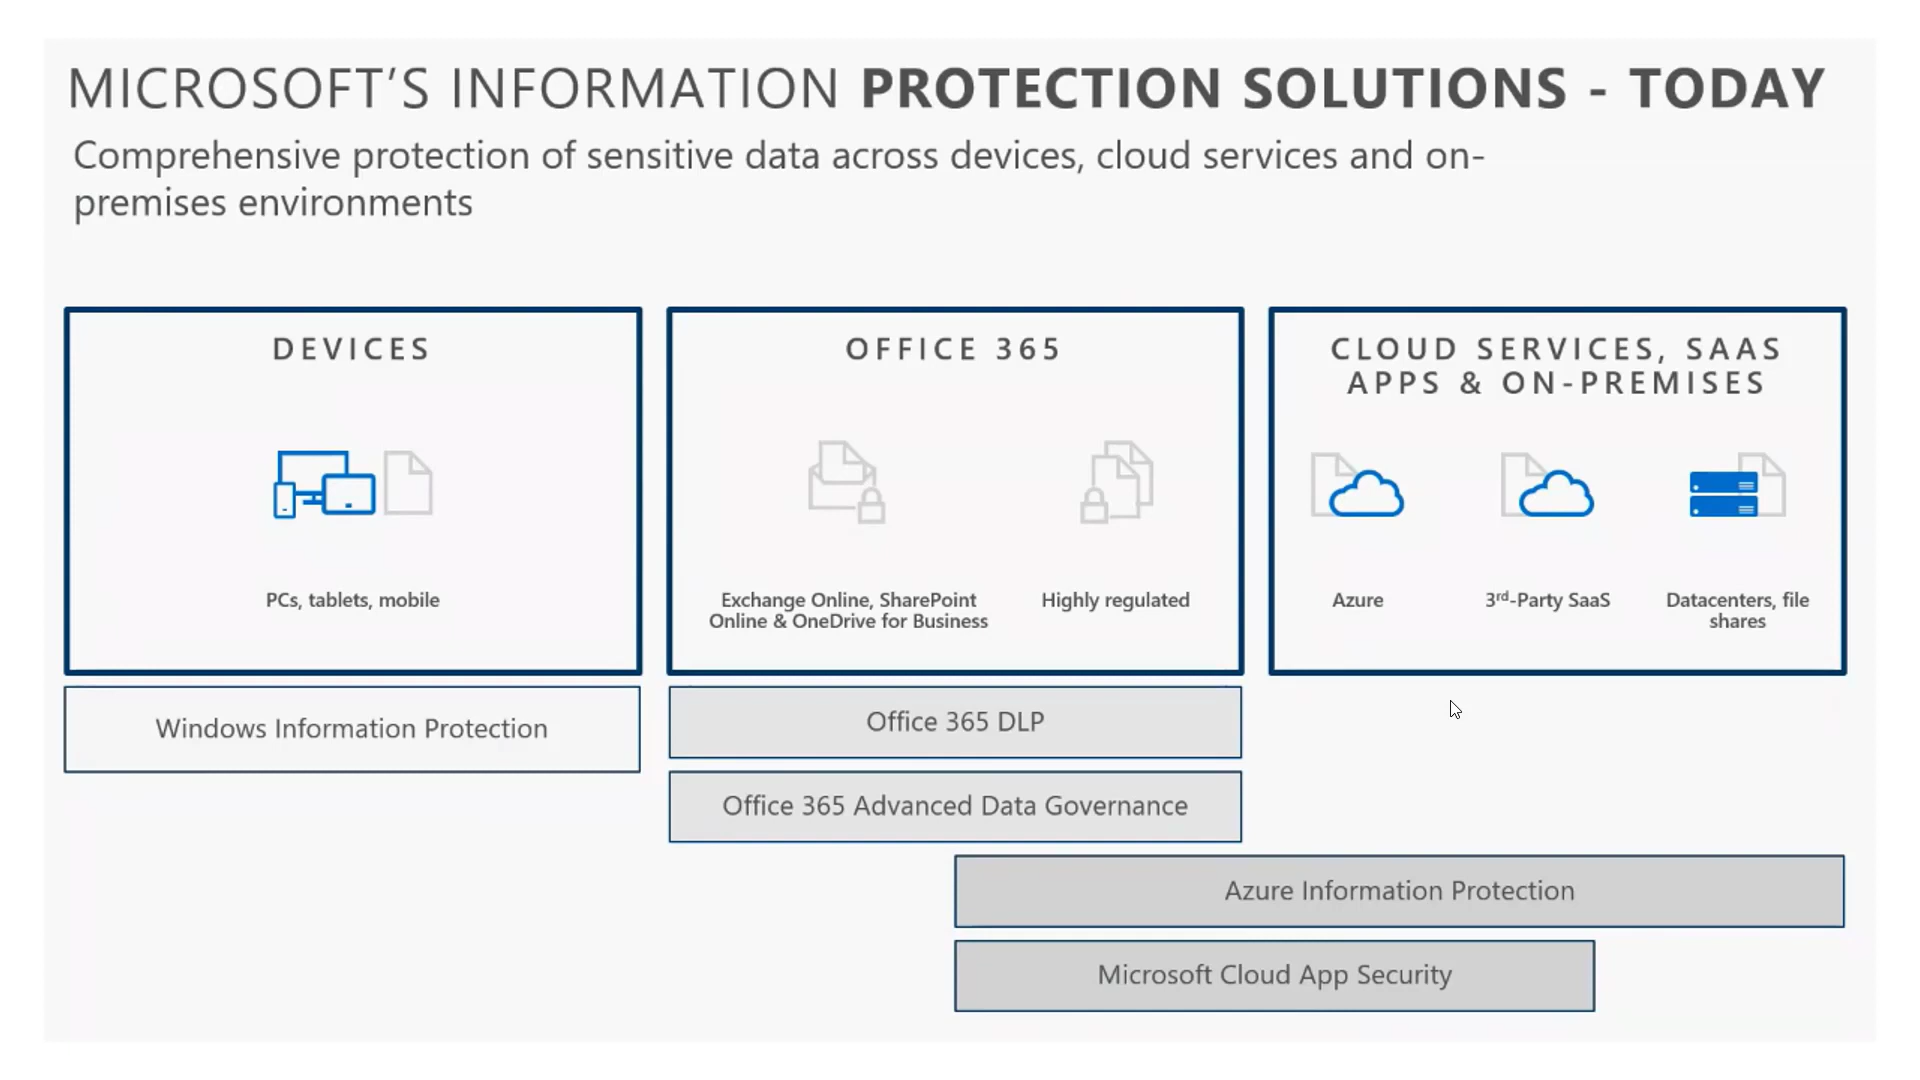 MICROSOFT’S INFORMATION PROTECTION SOLUTIONS - TODAY
Comprehensive protection of sensitive data across devices, cloud services and on-
premises environments
DEVICES
PCs, tablets, mobile
OFFICE 365
Exchange Online, SharePoint
Online & OneDrive for Business
Highly regulated
CLOUD SERVICES, SAAS
APPS & ON-PREMISES
Azure
3rd-Party SaaS
Datacenters, file
shares
Windows Information Protection
Office 365 DLP
Office 365 Advanced Data Governance
Azure Information Protection
Microsoft Cloud App Security